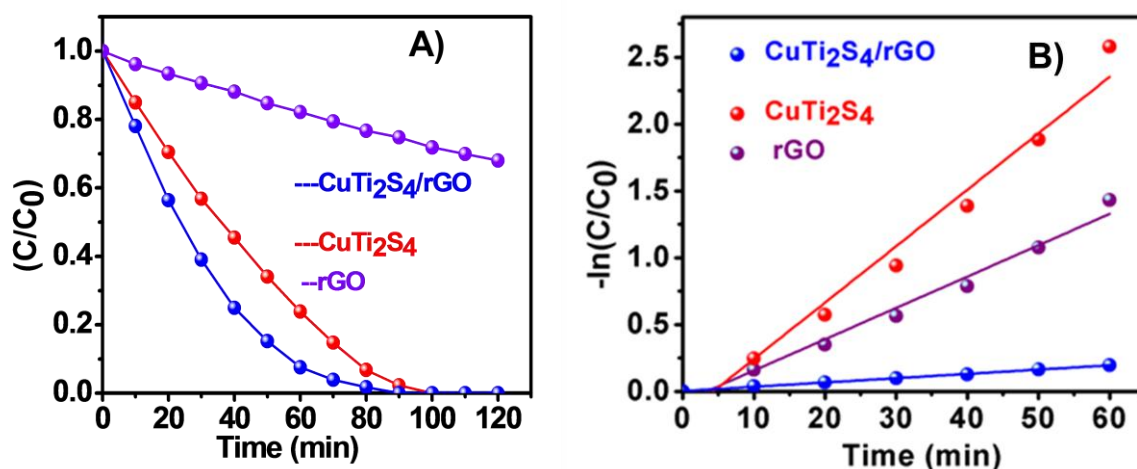 A)
1.0
0.8
0.6
0.4
0.2
0.0
(C/C0)
---CuTi2S4/rGO
---CuTi2S4
--rGO
0 20 40 60 80 100 120
Time (min)
B)
CuTi2S4/rGO
CuTi2S4
rGO
2.5
2.0
1.5
1.0
0.5
0.0
-ln(C/C0)
0 10 20 30 40 50 60
Time (min)